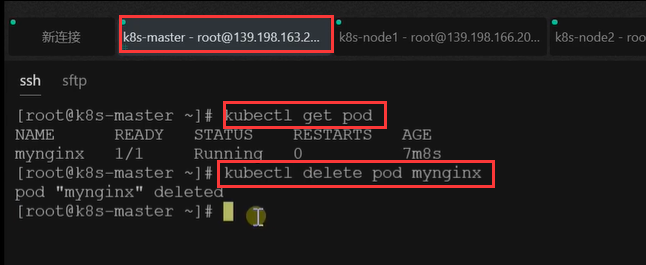 新连接 k8s-master - root@139.198.163.2... k8s-node1 - root@139.198.166.20... k8s-node2 - root
ssh sftp
[root@k8s-master ~]# kubectl get pod
NAME READY STATUS RESTARTS AGE
mynginx 1/1 Running 0 7m8s
[root@k8s-master ~]# kubectl delete pod mynginx
pod "mynginx" deleted
[root@k8s-master ~]#